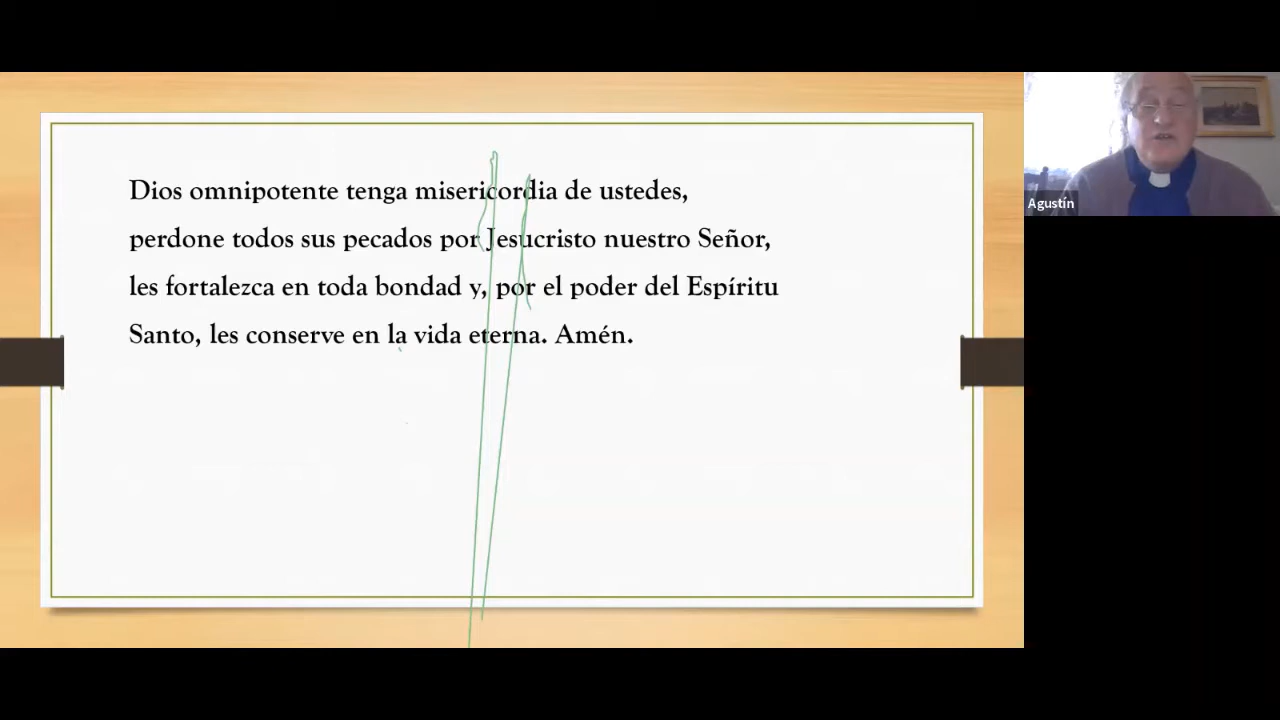 Dios omnipotente tenga misericordia de ustedes,
perdone todos sus pecados por Jesucristo nuestro Señor,
les fortalezca en toda bondad y, por el poder del Espíritu
Santo, les conserve en la vida eterna. Amén.
Agustín